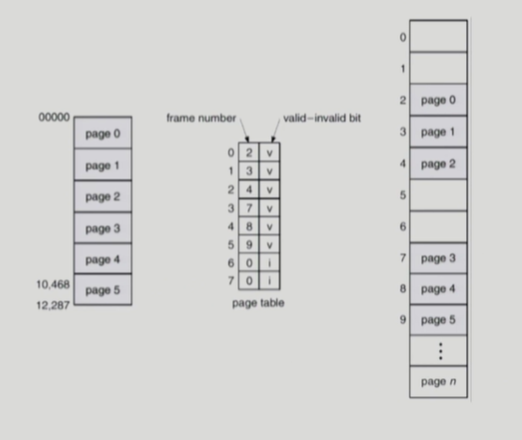 00000
page 0
page 1
page 2
page 3
page 4
10,468
page 5
12,287
frame number
valid–invalid bit
0 2 v
1 3 v
2 4 v
3 7 v
4 8 v
5 9 v
6 0 i
7 0 i
page table
0
1
2 page 0
3 page 1
4 page 2
5
6
7 page 3
8 page 4
9 page 5
⋮
page n